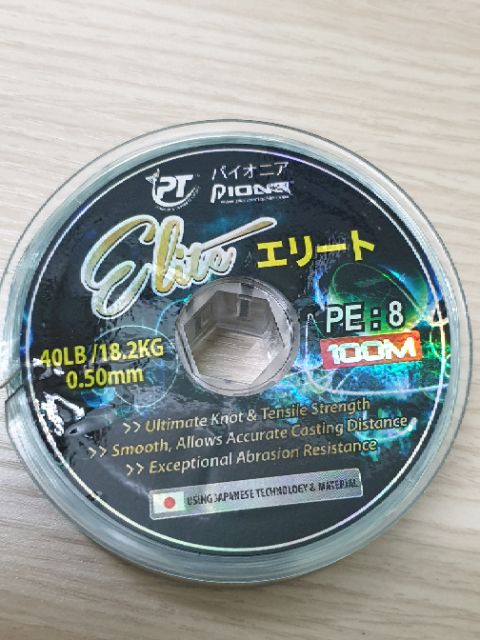 PT
パイオニア
PION3R
Elite
エリート
PE : 8
100M
40LB /18.2KG
0.50mm
>> Ultimate Knot & Tensile Strength
>> Smooth, Allows Accurate Casting Distance
>> Exceptional Abrasion Resistance
USING JAPANESE TECHNOLOGY & MATERIAL